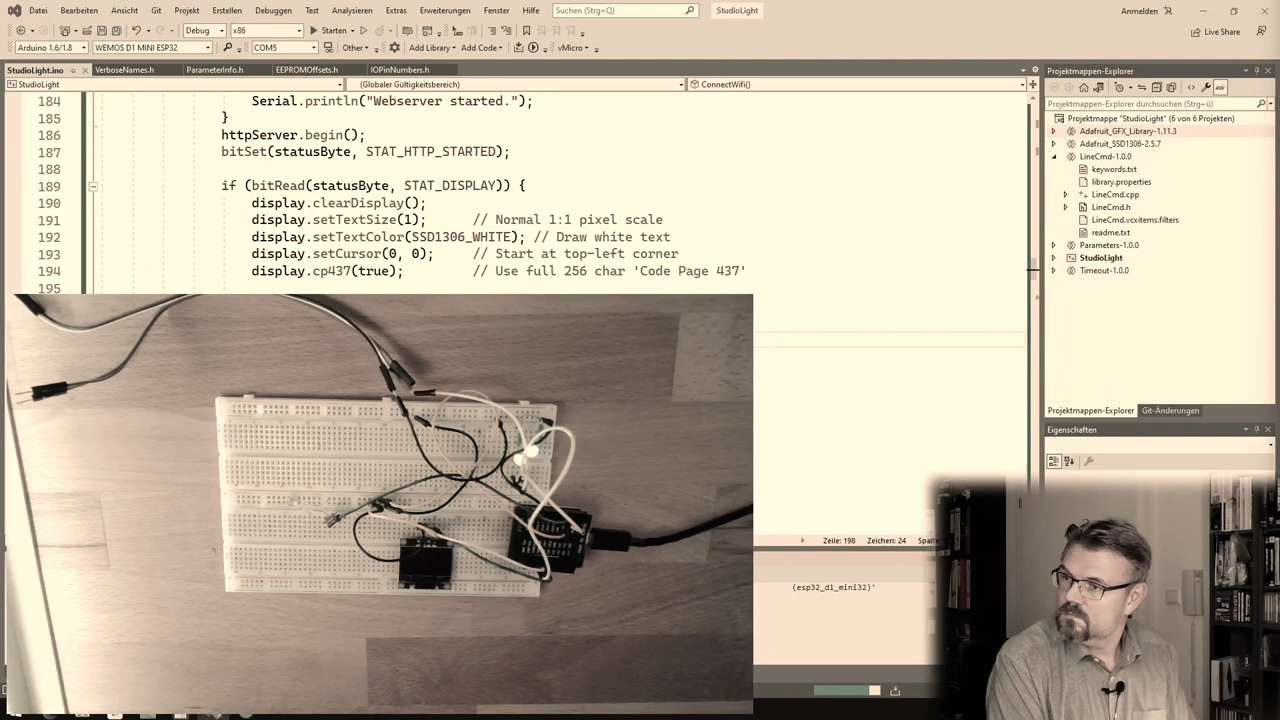 Datei Bearbeiten Ansicht Git Projekt Erstellen Debuggen Test Analysieren Extras Erweiterungen Fenster Hilfe Suchen (Strg+Q) StudioLight Anmelden
Debug x86 Starten Live Share
Arduino 1.6/1.8 WEMOS D1 MINI ESP32 COM5 Other Add Library Add Code vMicro
StudioLight.ino VerboseNames.h ParameterInfo.h EEPROMOffsets.h IOPinNumbers.h
StudioLight (Globaler Gültigkeitsbereich) ConnectWifi()
184 Serial.println("Webserver started.");
185 }
186 httpServer.begin();
187 bitSet(statusByte, STAT_HTTP_STARTED);
188
189 if (bitRead(statusByte, STAT_DISPLAY)) {
190 display.clearDisplay();
191 display.setTextSize(1); // Normal 1:1 pixel scale
192 display.setTextColor(SSD1306_WHITE); // Draw white text
193 display.setCursor(0, 0); // Start at top-left corner
194 display.cp437(true); // Use full 256 char 'Code Page 437'
195
Zeile: 198 Zeichen: 24
(esp32_d1_mini32)'
Projektmappen-Explorer
Projektmappen-Explorer durchsuchen (Strg+ü)
Projektmappe "StudioLight" (6 von 6 Projekten)
Adafruit_GFX_Library-1.11.3
Adafruit_SSD1306-2.5.7
LineCmd-1.0.0
keywords.txt
library.properties
LineCmd.cpp
LineCmd.h
LineCmd.vcxitems.filters
readme.txt
Parameters-1.0.0
StudioLight
Timeout-1.0.0
Projektmappen-Explorer Git-Änderungen
Eigenschaften